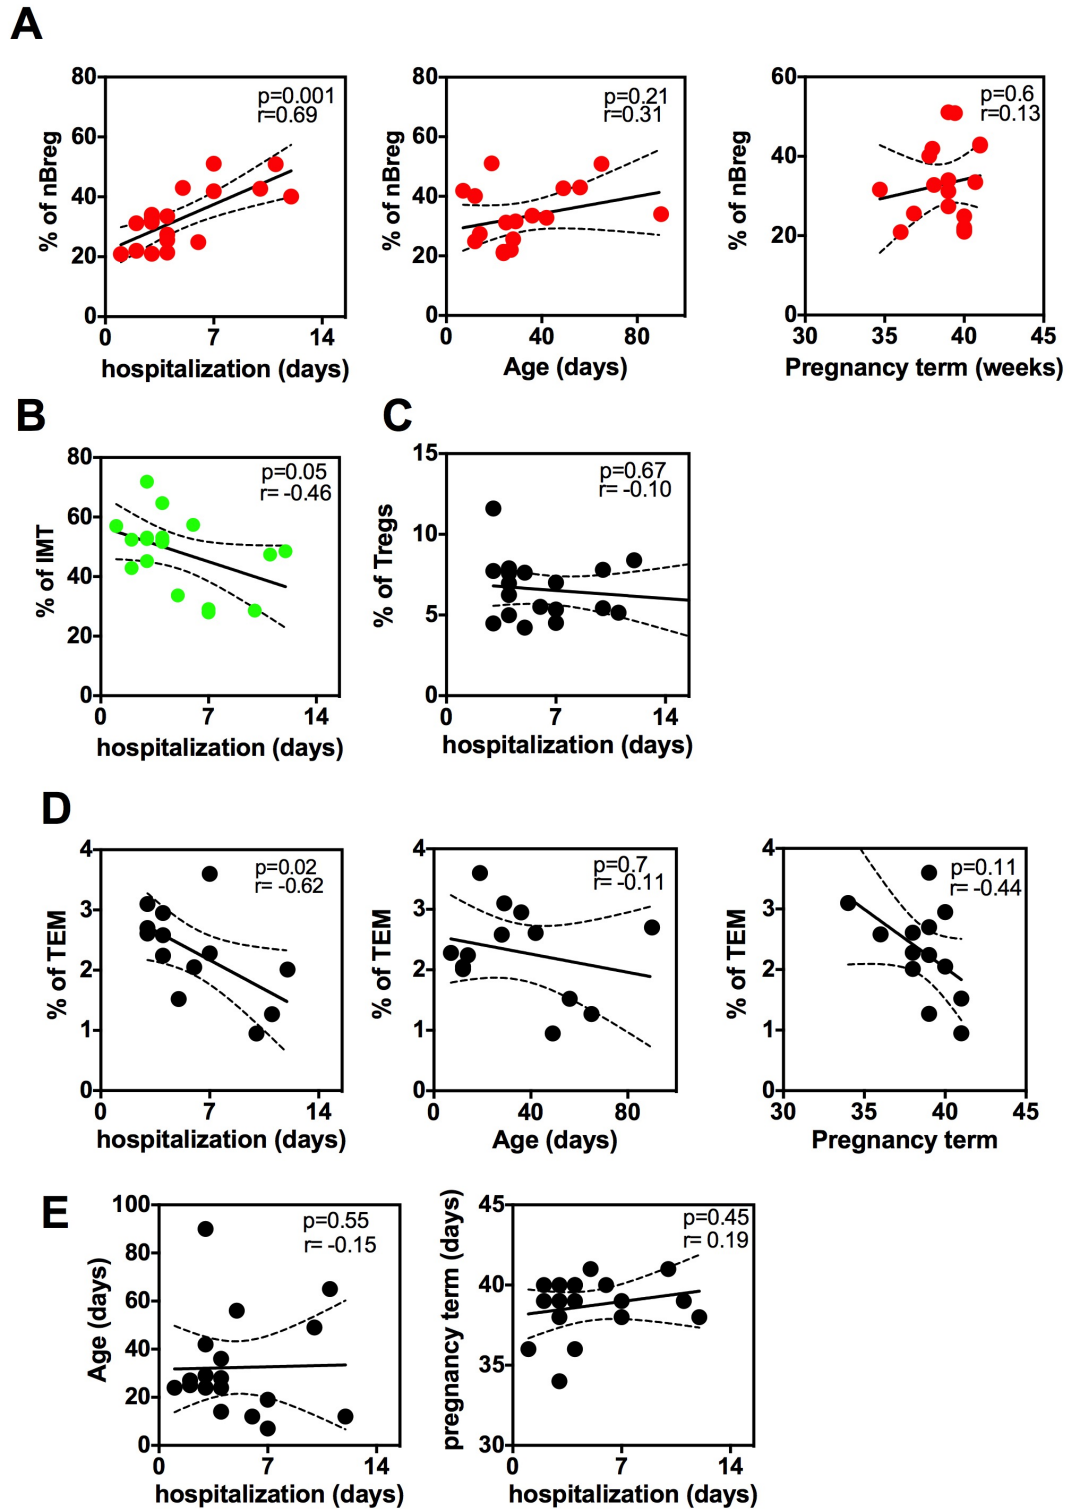 A
80
60
40
20
0
% of nBreg
p=0.001
r=0.69
0 7 14
hospitalization (days)
80
60
40
20
0
% of nBreg
p=0.21
r=0.31
0 40 80
Age (days)
60
40
20
0
% of nBreg
p=0.6
r=0.13
30 35 40 45
Pregnancy term (weeks)
B
80
60
40
20
0
% of IMT
p=0.05
r= -0.46
0 7 14
hospitalization (days)
C
15
10
5
0
% of Tregs
p=0.67
r= -0.10
0 7 14
hospitalization (days)
D
4
3
2
1
0
% of TEM
p=0.02
r= -0.62
0 7 14
hospitalization (days)
4
3
2
1
0
% of TEM
p=0.7
r= -0.11
0 40 80
Age (days)
4
3
2
1
0
% of TEM
p=0.11
r= -0.44
30 35 40 45
Pregnancy term
E
100
80
60
40
20
0
Age (days)
p=0.55
r= -0.15
0 7 14
hospitalization (days)
45
40
35
30
pregnancy term (days)
p=0.45
r= 0.19
0 7 14
hospitalization (days)